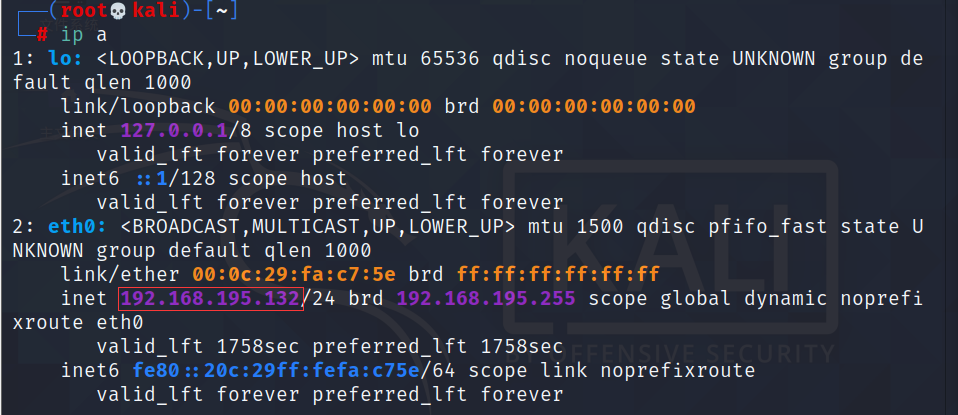 ┌──(root💀kali)-[~]
└─# ip a
1: lo: <LOOPBACK,UP,LOWER_UP> mtu 65536 qdisc noqueue state UNKNOWN group de
fault qlen 1000
    link/loopback 00:00:00:00:00:00 brd 00:00:00:00:00:00
    inet 127.0.0.1/8 scope host lo
       valid_lft forever preferred_lft forever
    inet6 ::1/128 scope host
       valid_lft forever preferred_lft forever
2: eth0: <BROADCAST,MULTICAST,UP,LOWER_UP> mtu 1500 qdisc pfifo_fast state U
NKNOWN group default qlen 1000
    link/ether 00:0c:29:fa:c7:5e brd ff:ff:ff:ff:ff:ff
    inet 192.168.195.132/24 brd 192.168.195.255 scope global dynamic noprefi
xroute eth0
       valid_lft 1758sec preferred_lft 1758sec
    inet6 fe80::20c:29ff:fefa:c75e/64 scope link noprefixroute
       valid_lft forever preferred_lft forever
KALI
BY OFFENSIVE SECURITY